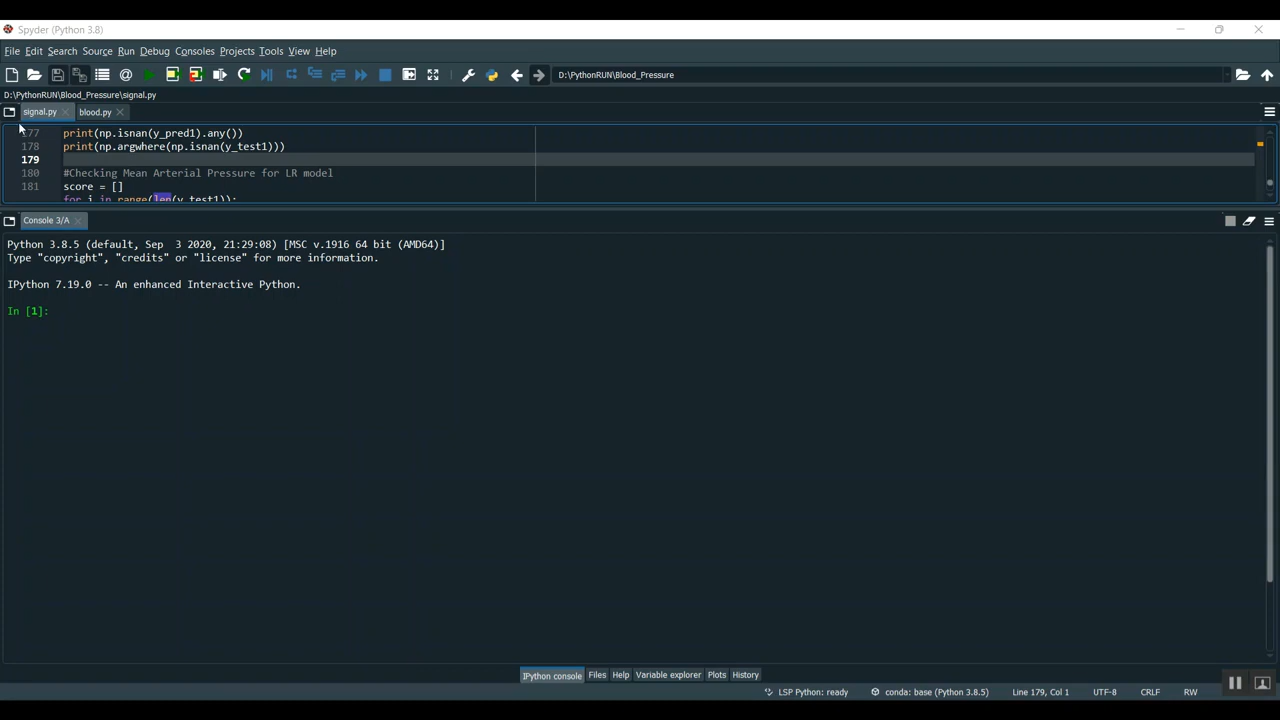 Spyder (Python 3.8)
File Edit Search Source Run Debug Consoles Projects Tools View Help
D:\PythonRUN\Blood_Pressure
D:\PythonRUN\Blood_Pressure\signal.py
signal.py blood.py
177 print(np.isnan(y_pred1).any())
178 print(np.argwhere(np.isnan(y_test1)))
179
180 #Checking Mean Arterial Pressure for LR model
181 score = []
for i in range(len(y_test1)):
Console 3/A
Python 3.8.5 (default, Sep 3 2020, 21:29:08) [MSC v.1916 64 bit (AMD64)]
Type "copyright", "credits" or "license" for more information.
IPython 7.19.0 -- An enhanced Interactive Python.
In [1]:
IPython console Files Help Variable explorer Plots History
LSP Python: ready conda: base (Python 3.8.5) Line 179, Col 1 UTF-8 CRLF RW